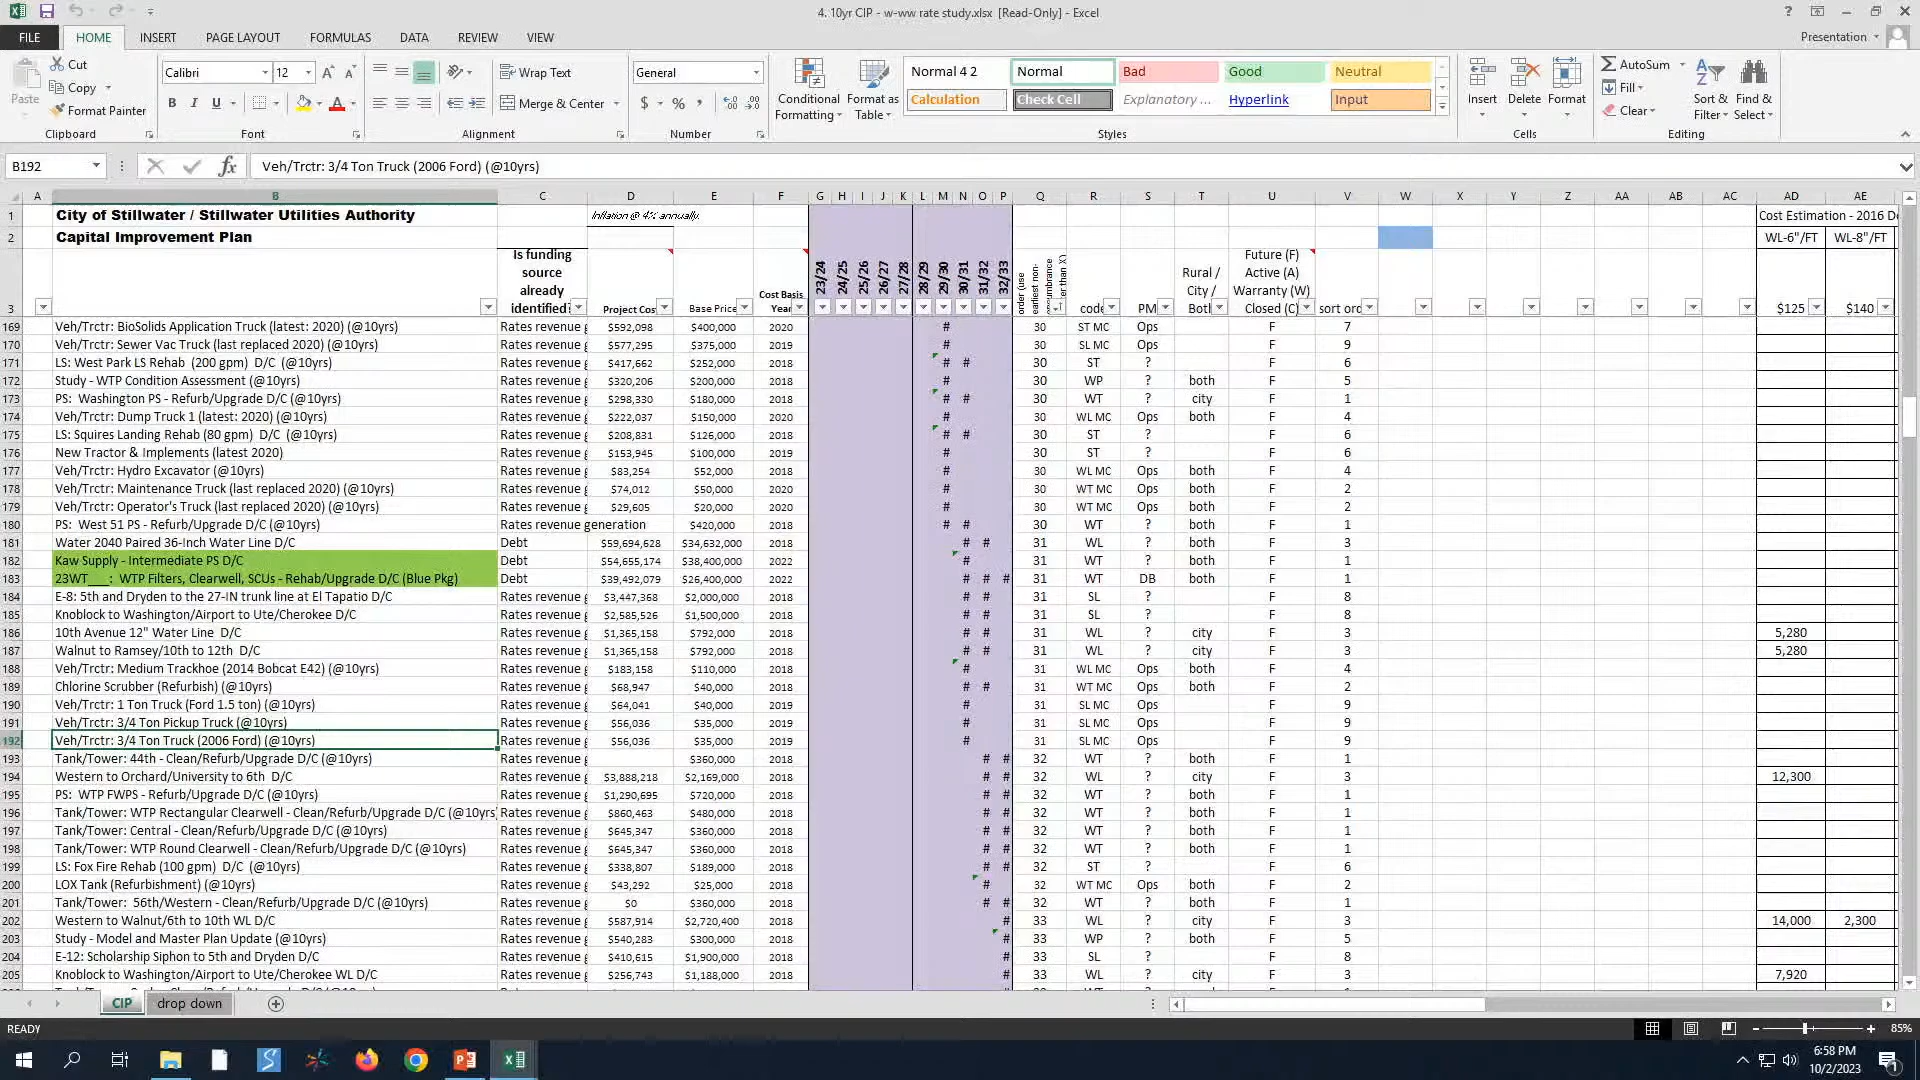 4. 10yr CIP - w-ww rate study.xlsx [Read-Only] - Excel
FILE HOME INSERT PAGE LAYOUT FORMULAS DATA REVIEW VIEW Presentation
Paste Cut Copy Format Painter Clipboard
Calibri 12 B I U Font
Wrap Text Merge & Center Alignment
General $ % , Number
Conditional Formatting Format as Table
Normal 4 2 Normal Bad Good Neutral
Calculation Check Cell Explanatory ... Hyperlink Input
Styles
Insert Delete Format Cells
AutoSum Fill Clear Sort & Filter Find & Select Editing
B192 fx Veh/Trctr: 3/4 Ton Truck (2006 Ford) (@10yrs)
A B C D E F G H I J K L M N O P Q R S T U V W X Y Z AA AB AC AD AE
1 City of Stillwater / Stillwater Utilities Authority Inflation @ 4% annually. Cost Estimation - 2016 D
2 Capital Improvement Plan WL-6"/FT WL-8"/FT
3 Is funding source already identified Project Cos Base Price Cost Basis Year 23/24 24/25 25/26 26/27 27/28 28/29 29/30 30/31 31/32 32/33 order (use earliest non- code PM Rural / City / Both Future (F) Active (A) Warranty (W) Closed (C) sort ord $125 $140
169 Veh/Trctr: BioSolids Application Truck (latest: 2020) (@10yrs) Rates revenue g $592,098 $400,000 2020 # 30 ST MC Ops F 7
170 Veh/Trctr: Sewer Vac Truck (last replaced 2020) (@10yrs) Rates revenue g $577,295 $375,000 2019 # 30 SL MC Ops F 9
171 LS: West Park LS Rehab (200 gpm) D/C (@10yrs) Rates revenue g $417,662 $252,000 2018 # # 30 ST ? F 6
172 Study - WTP Condition Assessment (@10yrs) Rates revenue g $320,206 $200,000 2018 # 30 WP ? both F 5
173 PS: Washington PS - Refurb/Upgrade D/C (@10yrs) Rates revenue g $298,330 $180,000 2018 # # 30 WT ? city F 1
174 Veh/Trctr: Dump Truck 1 (latest: 2020) (@10yrs) Rates revenue g $222,037 $150,000 2020 # 30 WL MC Ops both F 4
175 LS: Squires Landing Rehab (80 gpm) D/C (@10yrs) Rates revenue g $208,831 $126,000 2018 # # 30 ST ? F 6
176 New Tractor & Implements (latest 2020) Rates revenue g $153,945 $100,000 2019 # 30 ST ? F 6
177 Veh/Trctr: Hydro Excavator (@10yrs) Rates revenue g $83,254 $52,000 2018 # 30 WL MC Ops both F 4
178 Veh/Trctr: Maintenance Truck (last replaced 2020) (@10yrs) Rates revenue g $74,012 $50,000 2020 # 30 WT MC Ops both F 2
179 Veh/Trctr: Operator's Truck (last replaced 2020) (@10yrs) Rates revenue g $29,605 $20,000 2020 # 30 WT MC Ops both F 2
180 PS: West 51 PS - Refurb/Upgrade D/C (@10yrs) Rates revenue generation $420,000 2018 # # 30 WT ? both F 1
181 Water 2040 Paired 36-Inch Water Line D/C Debt $59,694,628 $34,632,000 2018 # # 31 WL ? both F 3
182 Kaw Supply - Intermediate PS D/C Debt $54,655,174 $38,400,000 2022 # 31 WT ? both F 1
183 23WT___: WTP Filters, Clearwell, SCUs - Rehab/Upgrade D/C (Blue Pkg) Debt $39,492,079 $26,400,000 2022 # # # 31 WT DB both F 1
184 E-8: 5th and Dryden to the 27-IN trunk line at El Tapatio D/C Rates revenue g $3,447,368 $2,000,000 2018 # # 31 SL ? F 8
185 Knoblock to Washington/Airport to Ute/Cherokee D/C Rates revenue g $2,585,526 $1,500,000 2018 # # 31 SL ? F 8
186 10th Avenue 12" Water Line D/C Rates revenue g $1,365,158 $792,000 2018 # # 31 WL ? city F 3 5,280
187 Walnut to Ramsey/10th to 12th D/C Rates revenue g $1,365,158 $792,000 2018 # # 31 WL ? city F 3 5,280
188 Veh/Trctr: Medium Trackhoe (2014 Bobcat E42) (@10yrs) Rates revenue g $183,158 $110,000 2018 # 31 WL MC Ops both F 4
189 Chlorine Scrubber (Refurbish) (@10yrs) Rates revenue g $68,947 $40,000 2018 # # 31 WT MC Ops both F 2
190 Veh/Trctr: 1 Ton Truck (Ford 1.5 ton) (@10yrs) Rates revenue g $64,041 $40,000 2019 # 31 SL MC Ops F 9
191 Veh/Trctr: 3/4 Ton Pickup Truck (@10yrs) Rates revenue g $56,036 $35,000 2019 # 31 SL MC Ops F 9
192 Veh/Trctr: 3/4 Ton Truck (2006 Ford) (@10yrs) Rates revenue g $56,036 $35,000 2019 # 31 SL MC Ops F 9
193 Tank/Tower: 44th - Clean/Refurb/Upgrade D/C (@10yrs) Rates revenue g $360,000 2018 # # 32 WT ? both F 1
194 Western to Orchard/University to 6th D/C Rates revenue g $3,888,218 $2,169,000 2018 # # 32 WL ? city F 3 12,300
195 PS: WTP FWPS - Refurb/Upgrade D/C (@10yrs) Rates revenue g $1,290,695 $720,000 2018 # # 32 WT ? both F 1
196 Tank/Tower: WTP Rectangular Clearwell - Clean/Refurb/Upgrade D/C (@10yrs) Rates revenue g $860,463 $480,000 2018 # # 32 WT ? both F 1
197 Tank/Tower: Central - Clean/Refurb/Upgrade D/C (@10yrs) Rates revenue g $645,347 $360,000 2018 # # 32 WT ? both F 1
198 Tank/Tower: WTP Round Clearwell - Clean/Refurb/Upgrade D/C (@10yrs) Rates revenue g $645,347 $360,000 2018 # # 32 WT ? both F 1
199 LS: Fox Fire Rehab (100 gpm) D/C (@10yrs) Rates revenue g $338,807 $189,000 2018 # # 32 ST ? F 6
200 LOX Tank (Refurbishment) (@10yrs) Rates revenue g $43,292 $25,000 2018 # 32 WT MC Ops both F 2
201 Tank/Tower: 56th/Western - Clean/Refurb/Upgrade D/C (@10yrs) Rates revenue g $0 $360,000 2018 # # 32 WT ? both F 1
202 Western to Walnut/6th to 10th WL D/C Rates revenue g $587,914 $2,720,400 2018 # 33 WL ? city F 3 14,000 2,300
203 Study - Model and Master Plan Update (@10yrs) Rates revenue g $540,283 $300,000 2018 # 33 WP ? both F 5
204 E-12: Scholarship Siphon to 5th and Dryden D/C Rates revenue g $410,615 $1,900,000 2018 # 33 SL ? F 8
205 Knoblock to Washington/Airport to Ute/Cherokee WL D/C Rates revenue g $256,743 $1,188,000 2018 # 33 WL ? city F 3 7,920
CIP drop down
READY 85%
6:58 PM
10/2/2023